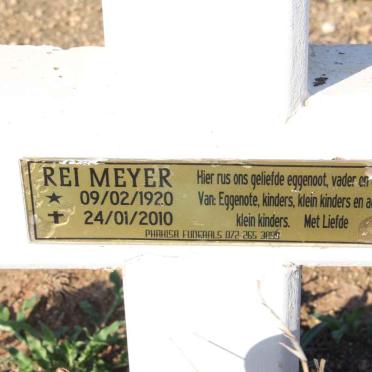 REI MEYER
09/02/1920
24/01/2010
Hier rus ons geliefde eggenoot, vader en
Van: Eggenote, kinders, klein kinders en
klein kinders. Met Liefde
PHAHISA FUNERALS 072 265 3890